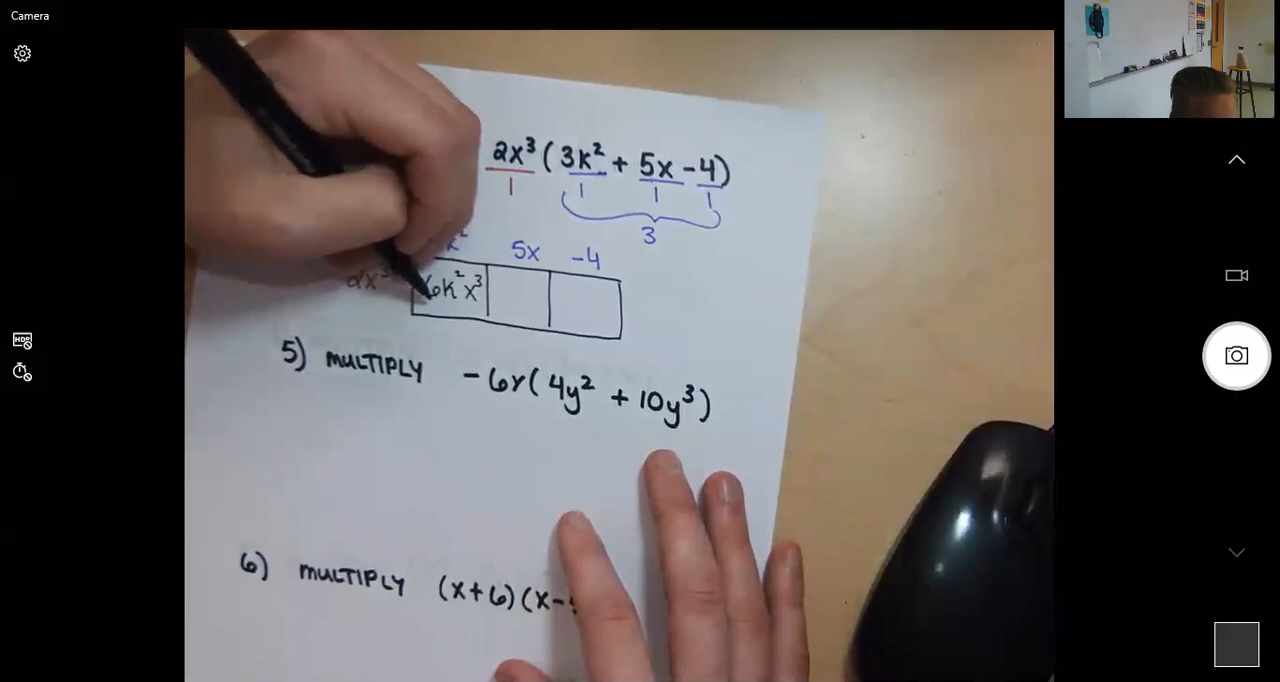 Camera
2x³(3k² + 5x - 4)
1 1 1 1
3
5x -4
2x³ 6k²x³
5) MULTIPLY -6r(4y² + 10y³)
6) MULTIPLY (x+6)(x-
HDR